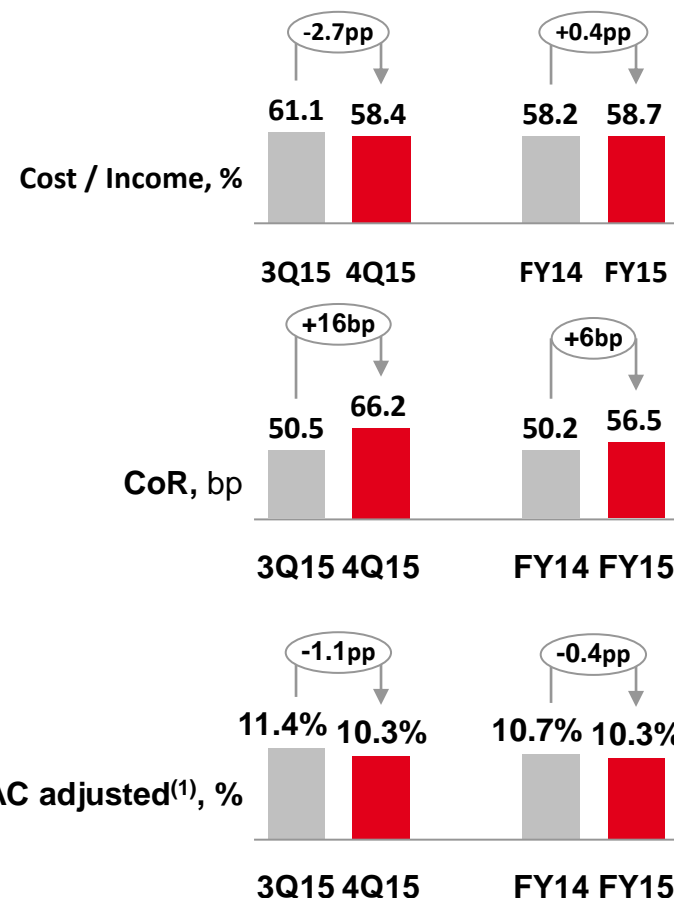 -2.7pp +0.4pp
61.1 58.4 58.2 58.7
Cost / Income, %
3Q15 4Q15 FY14 FY15
+16bp +6bp
50.5 66.2 50.2 56.5
CoR, bp
3Q15 4Q15 FY14 FY15
-1.1pp -0.4pp
11.4% 10.3% 10.7% 10.3%
adjusted(1), %
3Q15 4Q15 FY14 FY15